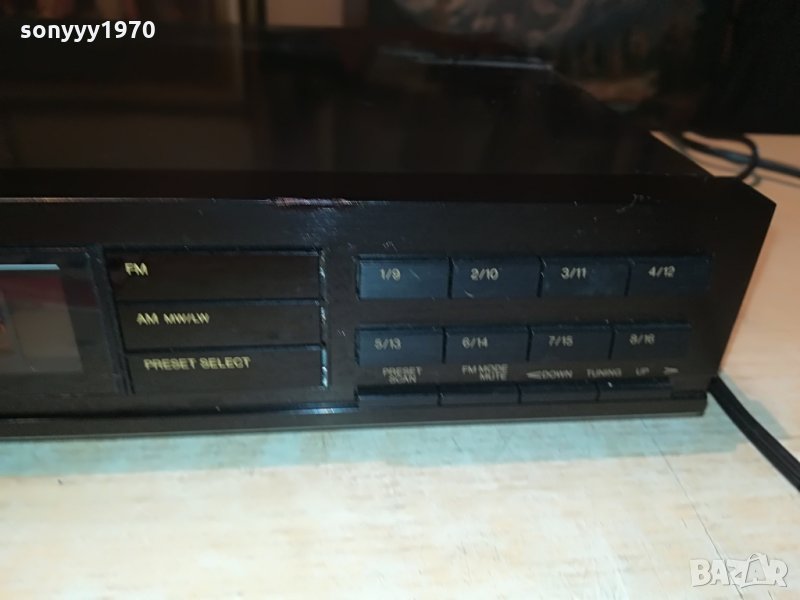 sonyyy1970
FM
AM MW/LW
PRESET SELECT
1/9 2/10 3/11 4/12
5/13 6/14 7/15 8/16
PRESET SCAN
FM MODE MUTE
DOWN TUNING UP
BAZAR